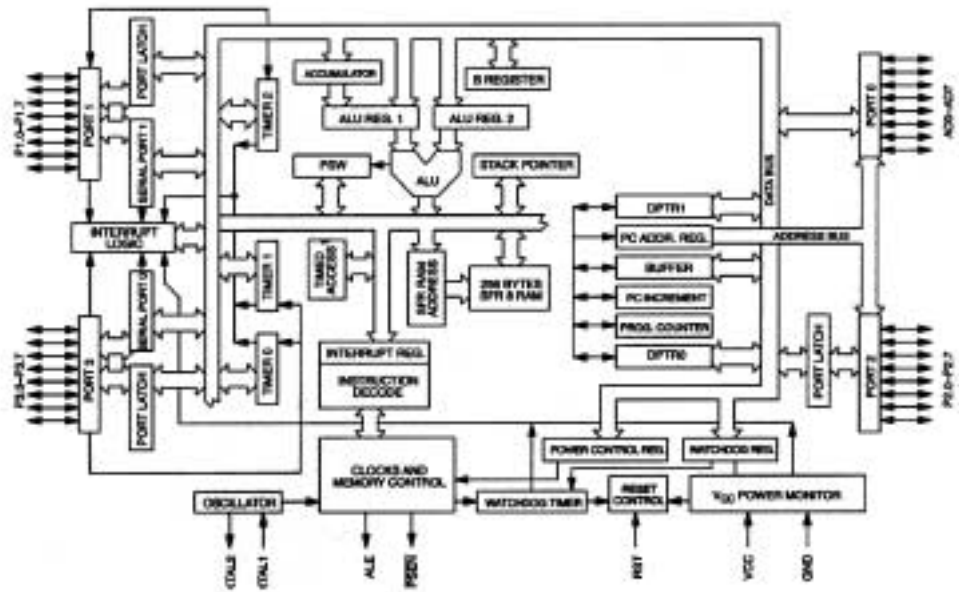 PORT LATCH
PORT 1
P1.0–P1.7
SERIAL PORT 1
TIMER 2
ACCUMULATOR
B REGISTER
ALU REG. 1
ALU REG. 2
PSW
ALU
STACK POINTER
DATA BUS
PORT 0
AD0–AD7
INTERRUPT
LOGIC
TIMED
ACCESS
TIMER 1
SFR RAM
ADDRESS
256 BYTES
SFR & RAM
DPTR1
PC ADDR. REG.
ADDRESS BUS
BUFFER
PC INCREMENT
PROG. COUNTER
DPTR0
SERIAL PORT 0
PORT 3
P3.0–P3.7
PORT LATCH
TIMER 0
INTERRUPT REG.
INSTRUCTION
DECODE
PORT LATCH
PORT 2
P2.0–P2.7
CLOCKS AND
MEMORY CONTROL
POWER CONTROL REG.
WATCHDOG REG.
OSCILLATOR
WATCHDOG TIMER
RESET
CONTROL
VCC POWER MONITOR
XTAL2
XTAL1
ALE
PSEN
RST
VCC
GND